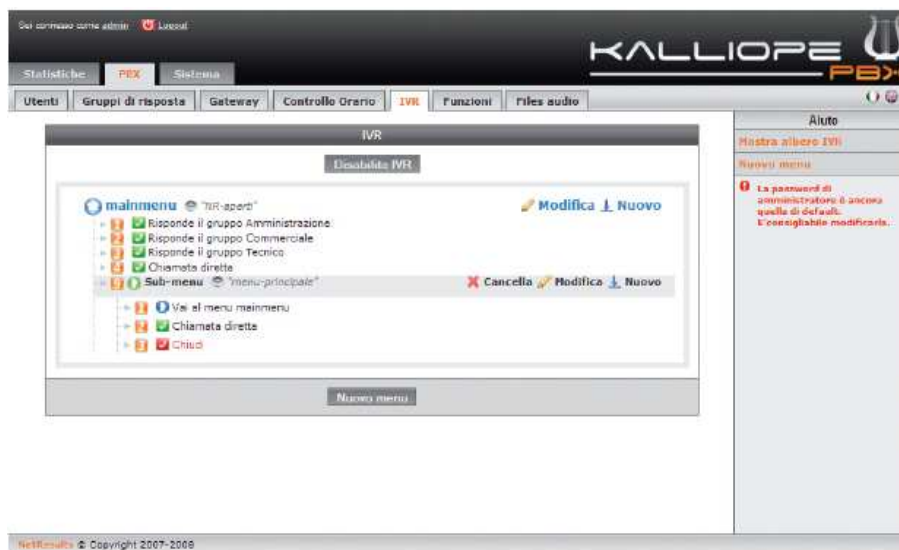 Sei connesso come admin Logout
KALLIOPE
PBX
Statistiche PBX Sistema
Utenti Gruppi di risposta Gateway Controllo Orario IVR Funzioni Files audio
IVR
Disabilita IVR
mainmenu Modifica Nuovo
Risponde il gruppo Amministrazione
Risponde il gruppo Commerciale
Risponde il gruppo Tecnico
Chiamata diretta
Sub-menu "menu-principale" Cancella Modifica Nuovo
Vai al menu mainmenu
Chiamata diretta
Chiudi
Nuovo menu
Aiuto
Mostra albero IVR
Nuovo menu
La password di
amministratore è ancora
quella di default.
E'consigliabile modificarla.
NetResults © Copyright 2007-2008